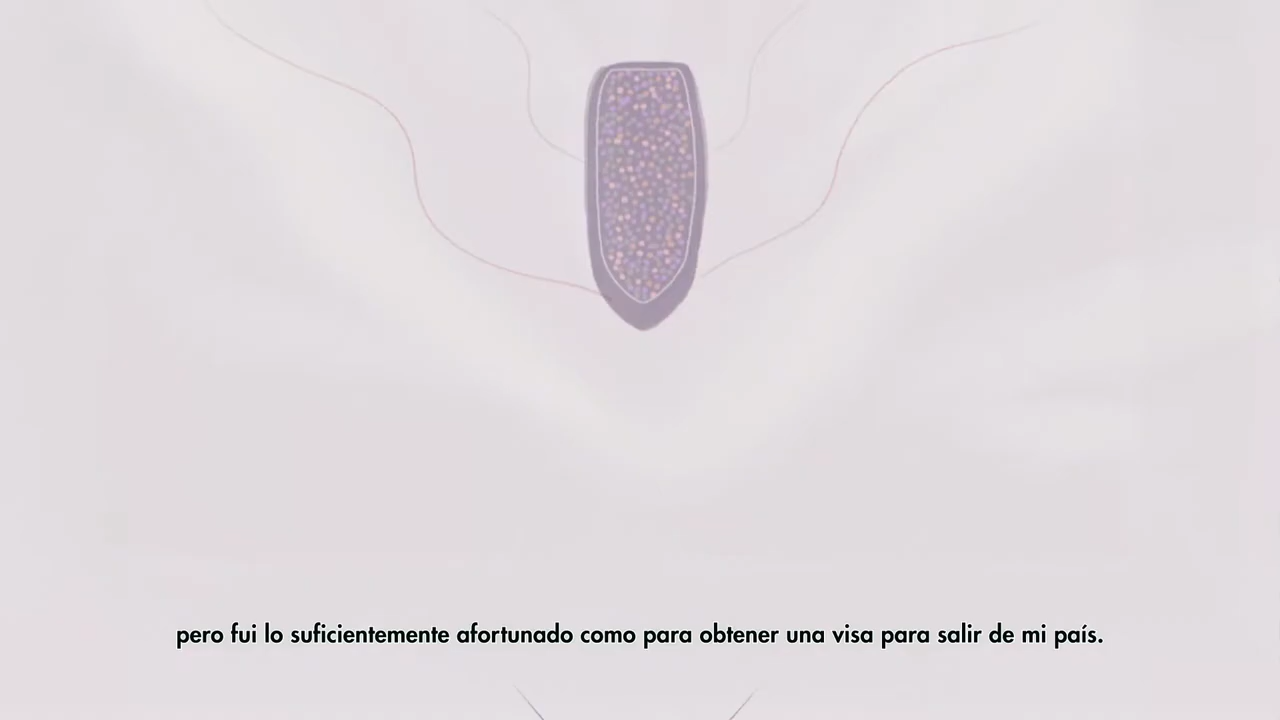 pero fui lo suficientemente afortunado como para obtener una visa para salir de mi país.